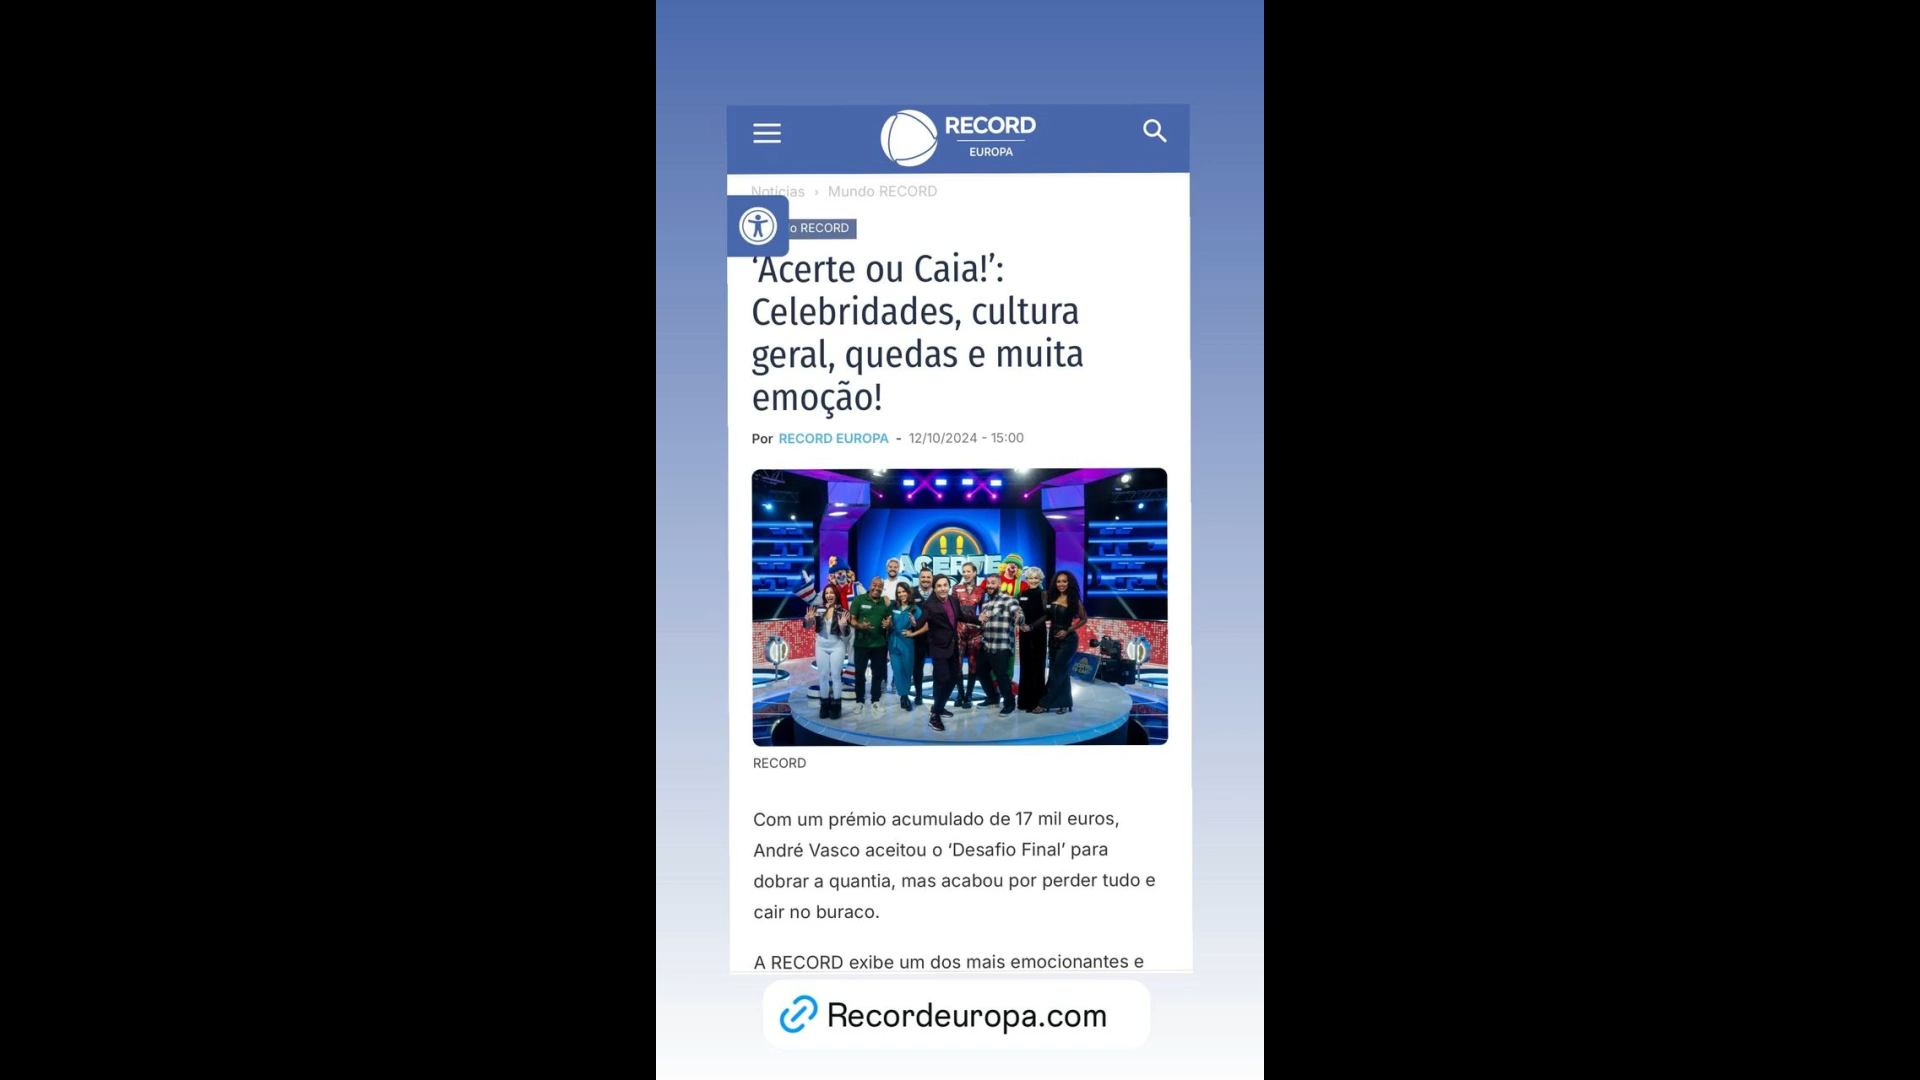 RECORD
EUROPA
Notícias › Mundo RECORD
o RECORD
‘Acerte ou Caia!’:
Celebridades, cultura
geral, quedas e muita
emoção!
Por RECORD EUROPA - 12/10/2024 - 15:00
ACERTE
RECORD
Com um prémio acumulado de 17 mil euros,
André Vasco aceitou o ‘Desafio Final’ para
dobrar a quantia, mas acabou por perder tudo e
cair no buraco.
A RECORD exibe um dos mais emocionantes e
Recordeuropa.com